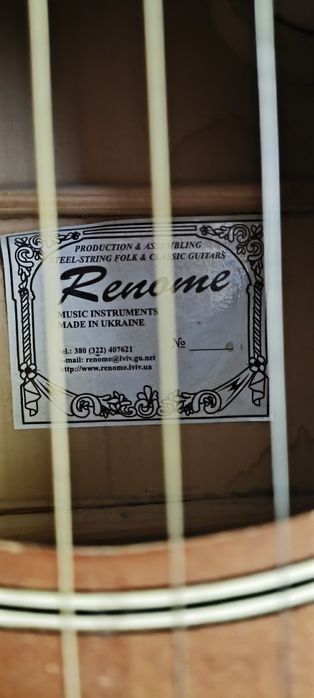 PRODUCTION & ASSEMBLING
STEEL-STRING FOLK & CLASSIC GUITARS
Renome
MUSIC INSTRUMENTS
MADE IN UKRAINE
№
tel.: 380 (322) 407621
e-mail: renome@lviv.gu.net
http://www.renome.lviv.ua